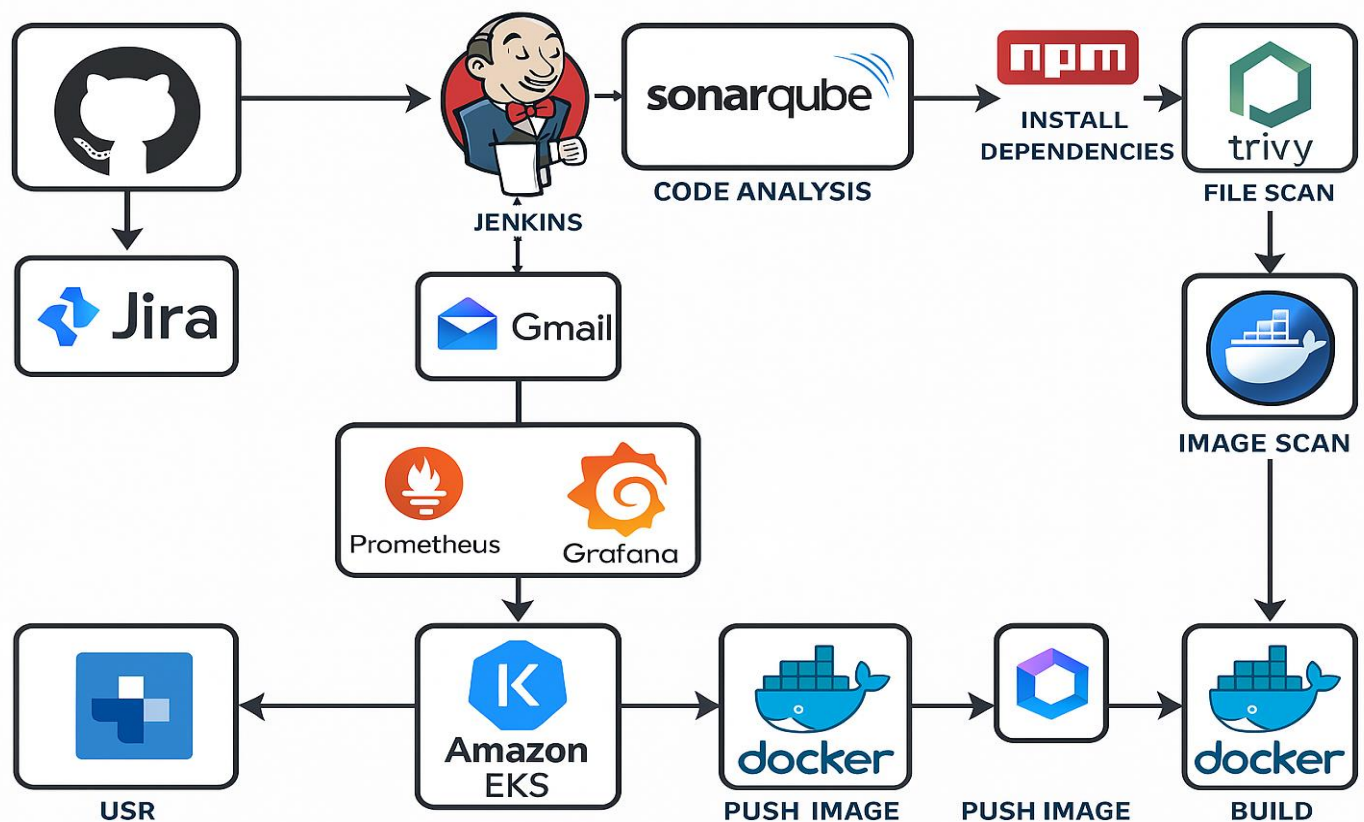 JENKINS
sonarqube
CODE ANALYSIS
npm
INSTALL
DEPENDENCIES
trivy
FILE SCAN
Jira
Gmail
IMAGE SCAN
Prometheus
Grafana
USR
K
Amazon
EKS
docker
PUSH IMAGE
PUSH IMAGE
docker
BUILD